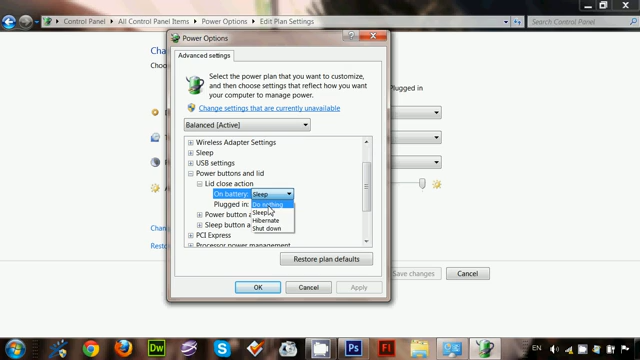 Control Panel ▸ All Control Panel Items ▸ Power Options ▸ Edit Plan Settings
Search Control Panel
Power Options
Advanced settings
Select the power plan that you want to customize,
and then choose settings that reflect how you want
your computer to manage power.
Change settings that are currently unavailable
Balanced [Active]
Wireless Adapter Settings
Sleep
USB settings
Power buttons and lid
Lid close action
On battery: Sleep
Plugged in:
Do nothing
Sleep
Hibernate
Shut down
Power button a
Sleep button a
PCI Express
Processor power management
Restore plan defaults
OK
Cancel
Apply
Cha
Choo
Plugged in
Resto
Save changes
Cancel
EN